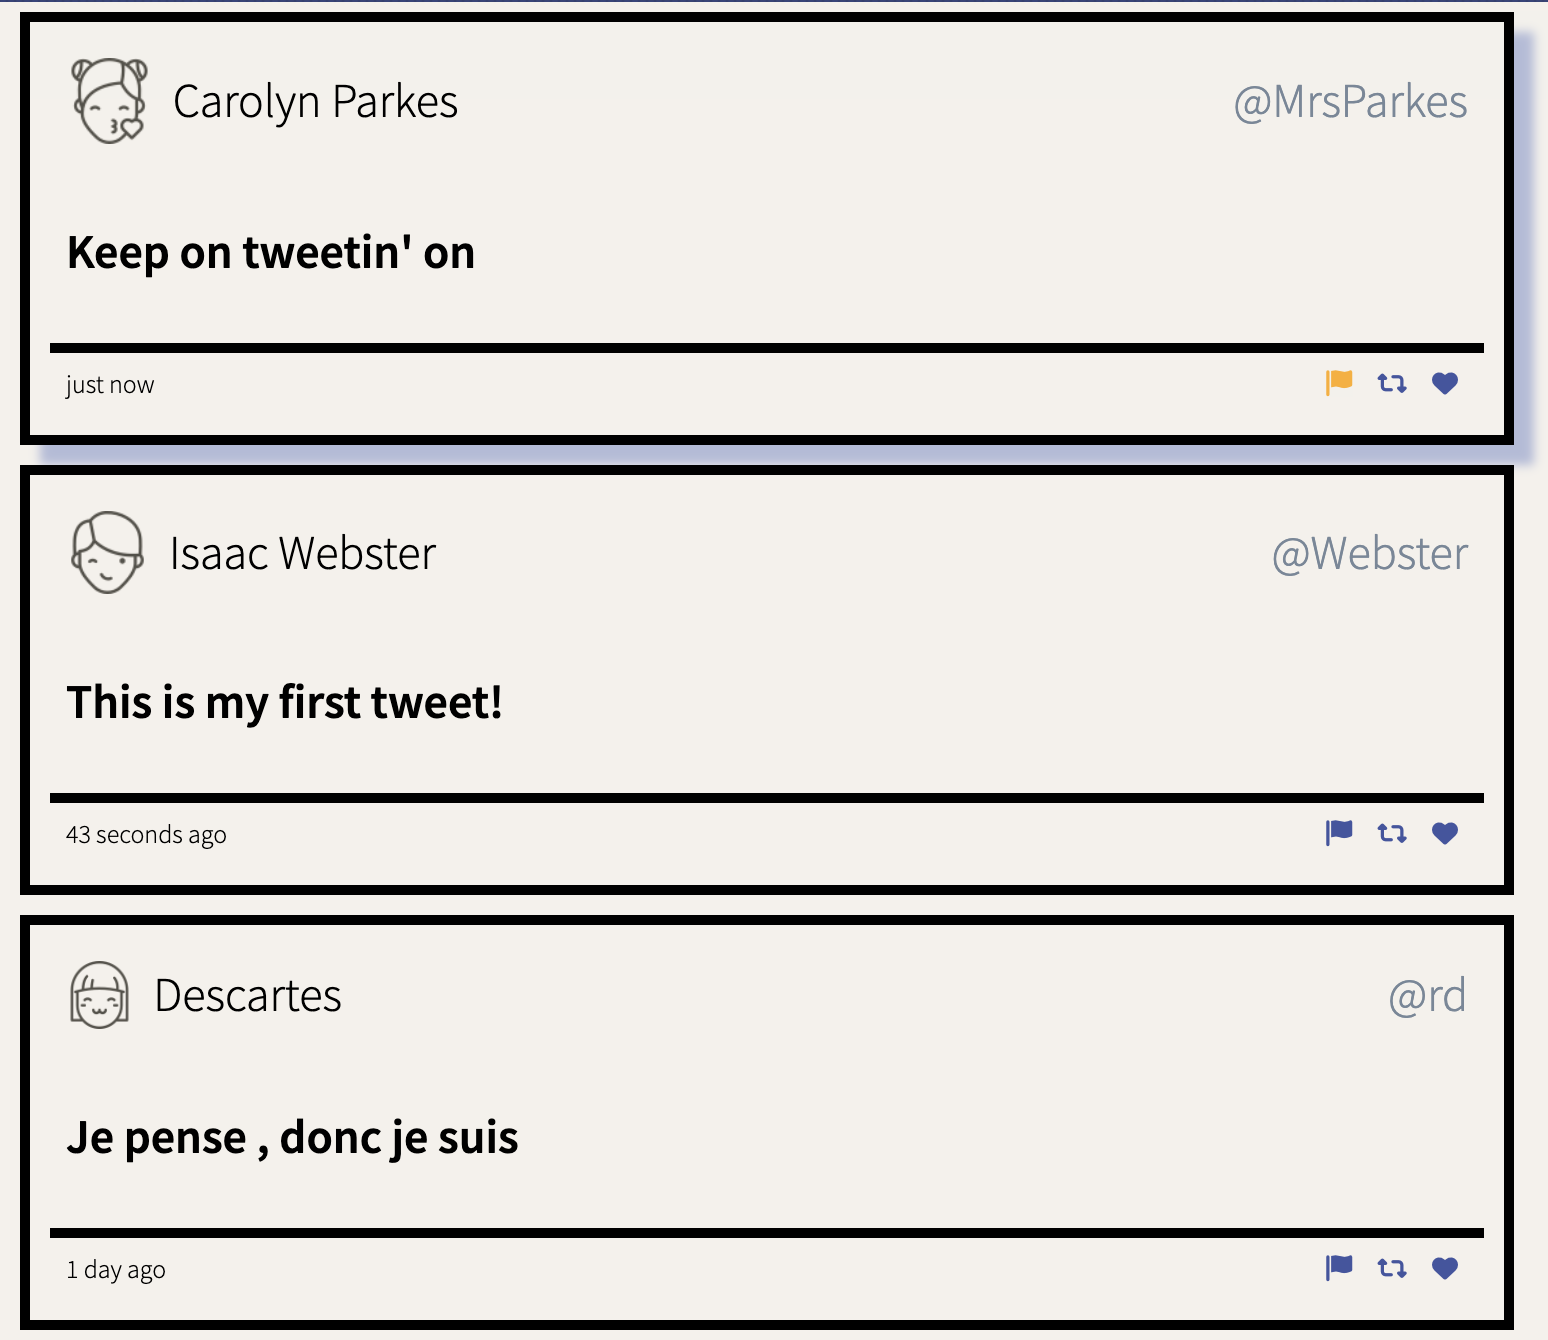 Carolyn Parkes @MrsParkes
Keep on tweetin' on
just now
Isaac Webster @Webster
This is my first tweet!
43 seconds ago
Descartes @rd
Je pense , donc je suis
1 day ago